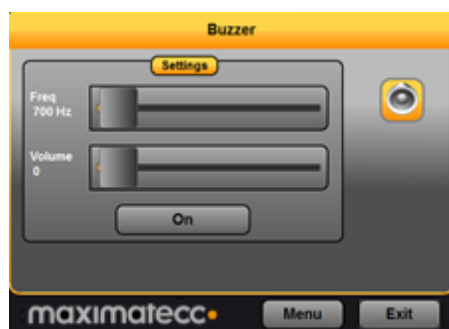 Buzzer
Settings
Freq
700 Hz
Volume
0
On
maximatecc
Menu
Exit